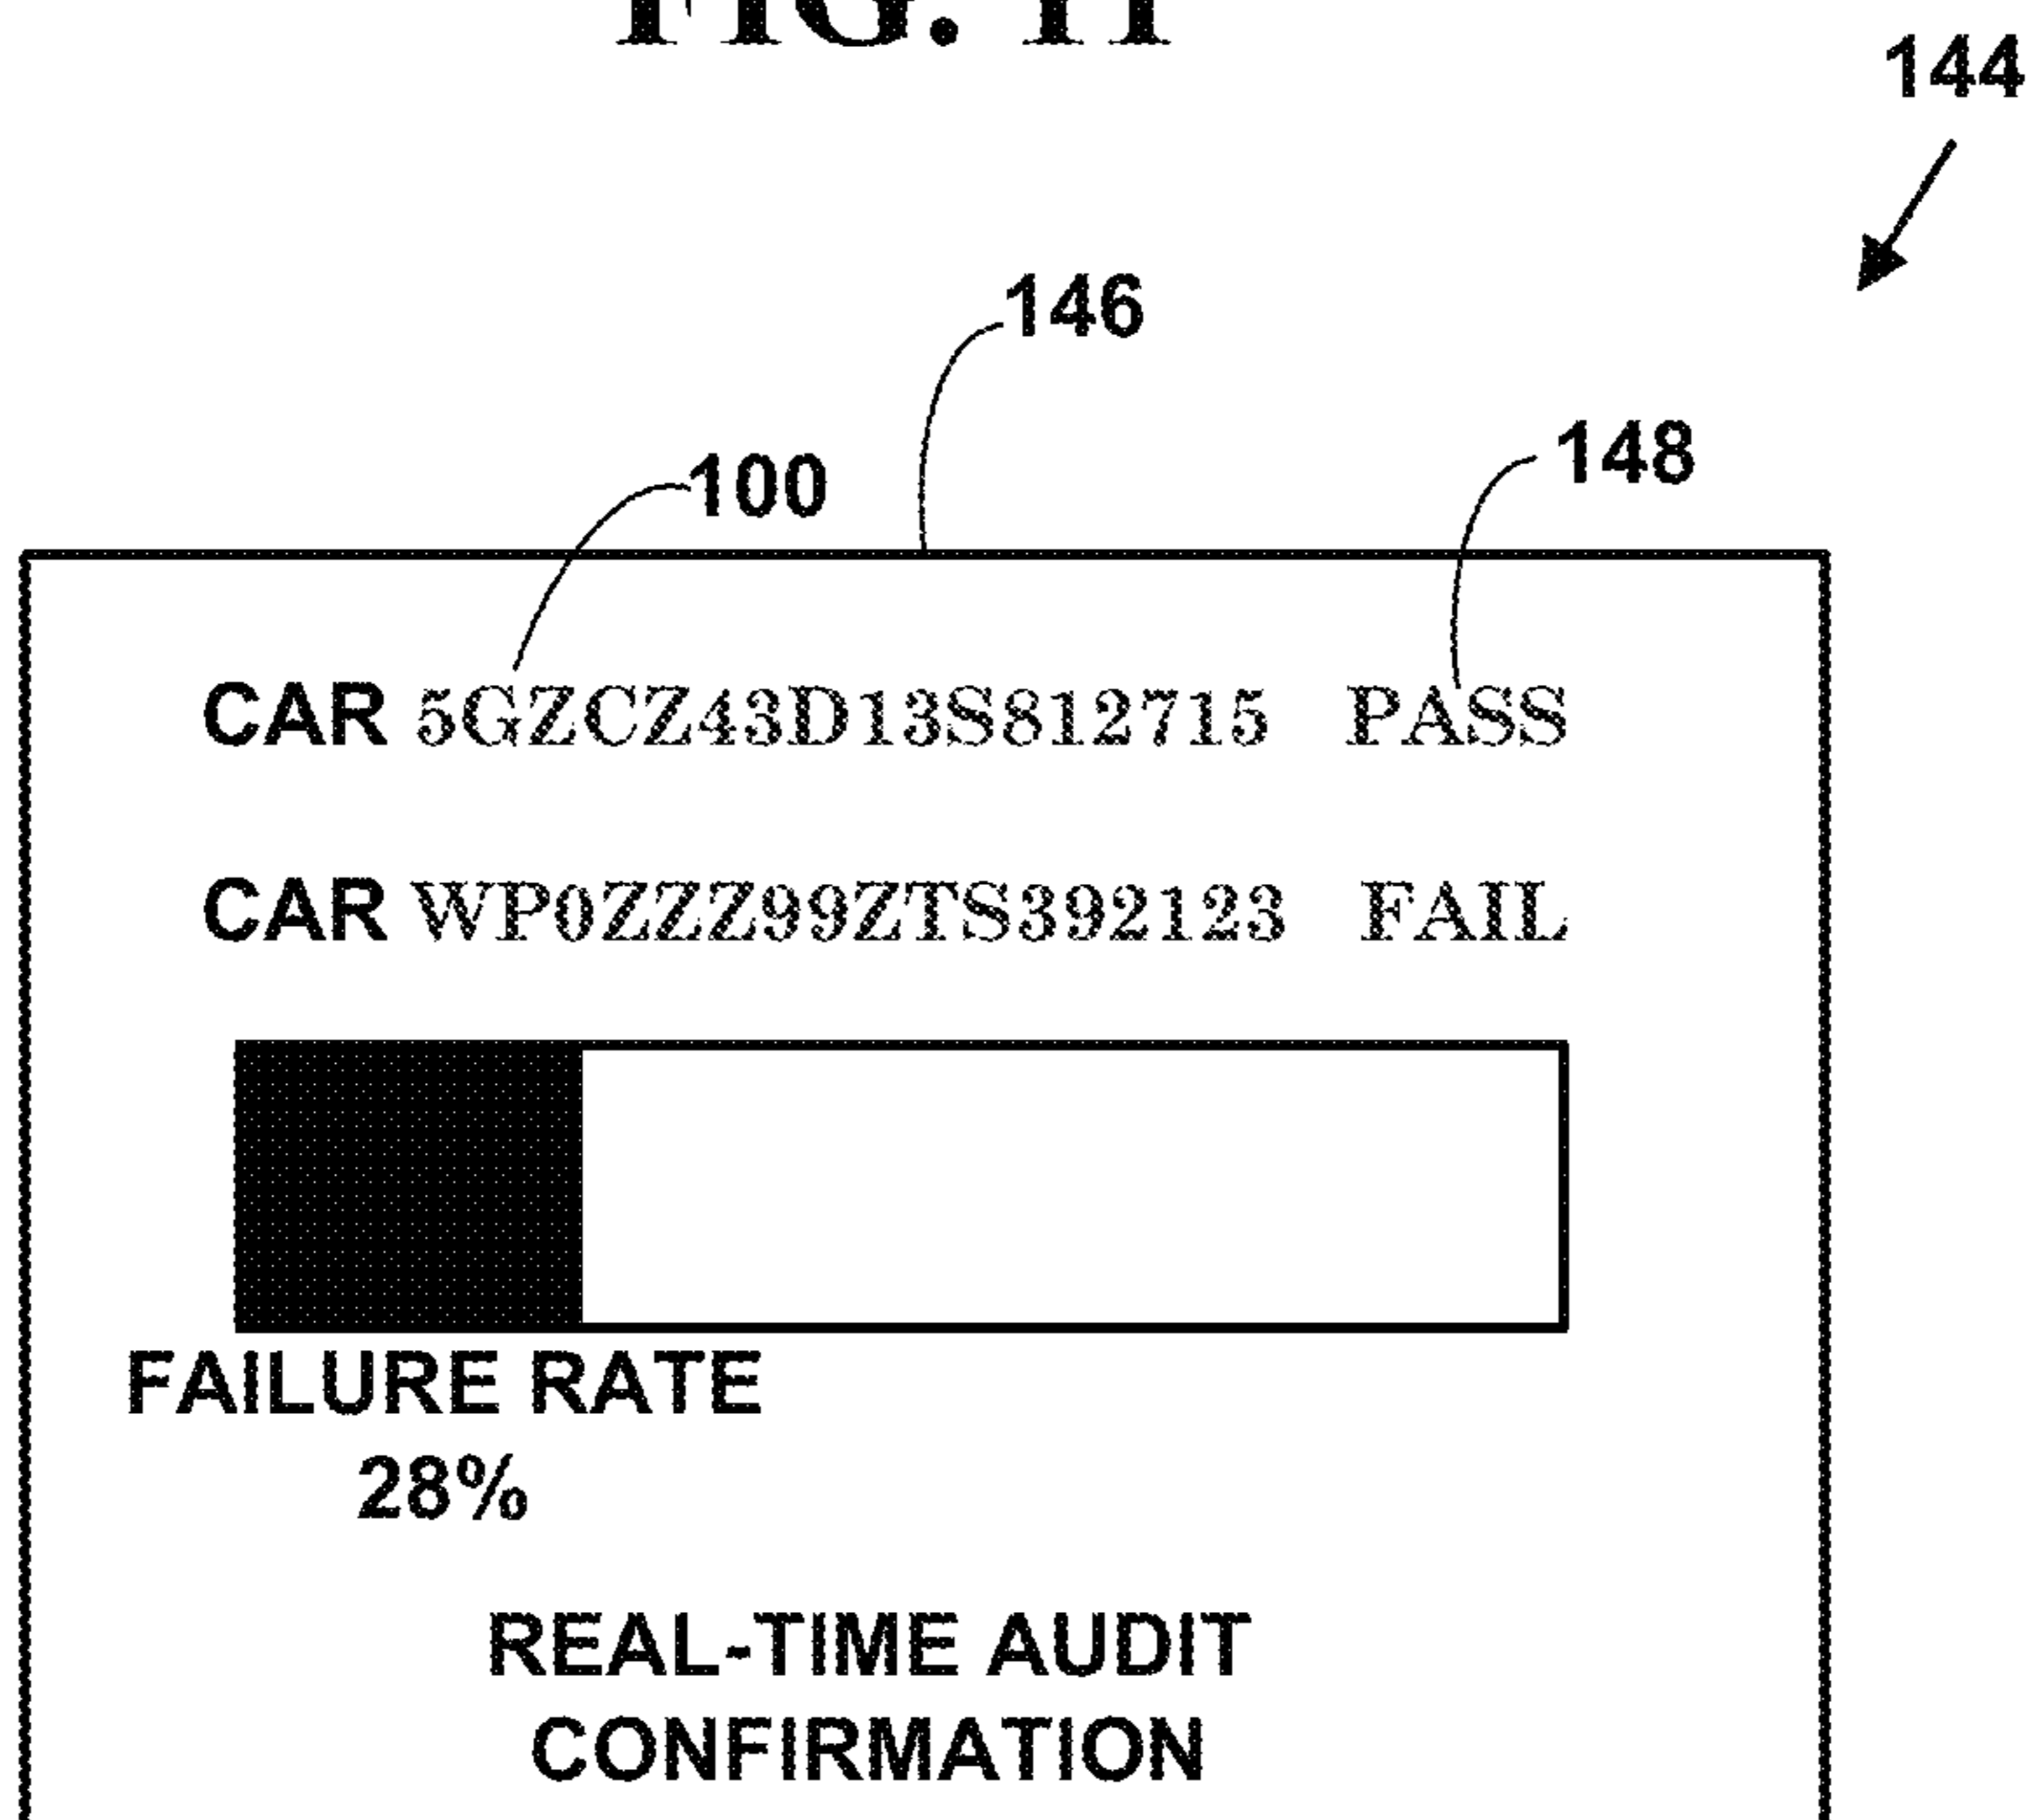 FIG. 11
144
146
148
100
CAR 5GZCZ43D13S812715 PASS
CAR WP0ZZZ99ZTS392123 FAIL
FAILURE RATE
28%
REAL-TIME AUDIT
CONFIRMATION